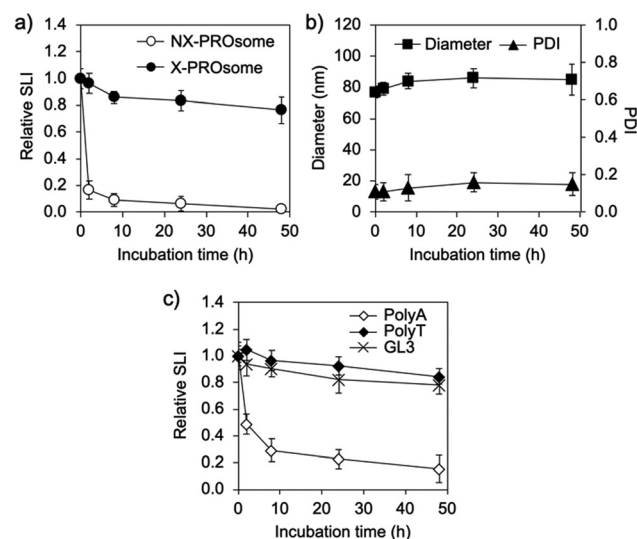 a)
Relative SLI
1.4
1.2
1.0
0.8
0.6
0.4
0.2
0.0
NX-PROsome
X-PROsome
0 10 20 30 40 50
Incubation time (h)
b)
Diameter (nm)
120
100
80
60
40
20
0
Diameter PDI
1.0
0.8
0.6
0.4
0.2
0.0
PDI
0 10 20 30 40 50
Incubation time (h)
c)
Relative SLI
1.4
1.2
1.0
0.8
0.6
0.4
0.2
0.0
PolyA
PolyT
GL3
0 10 20 30 40 50
Incubation time (h)